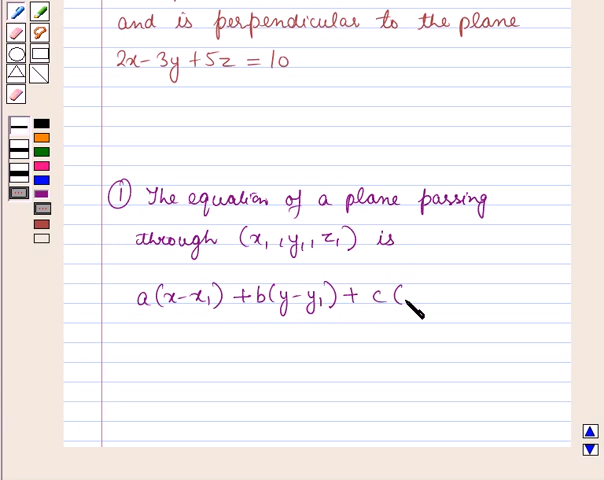 and is perpendicular to the plane
2x - 3y + 5z = 10
① The equation of a plane passing
through (x₁, y₁, z₁) is
a(x-x₁) + b(y-y₁) + c(